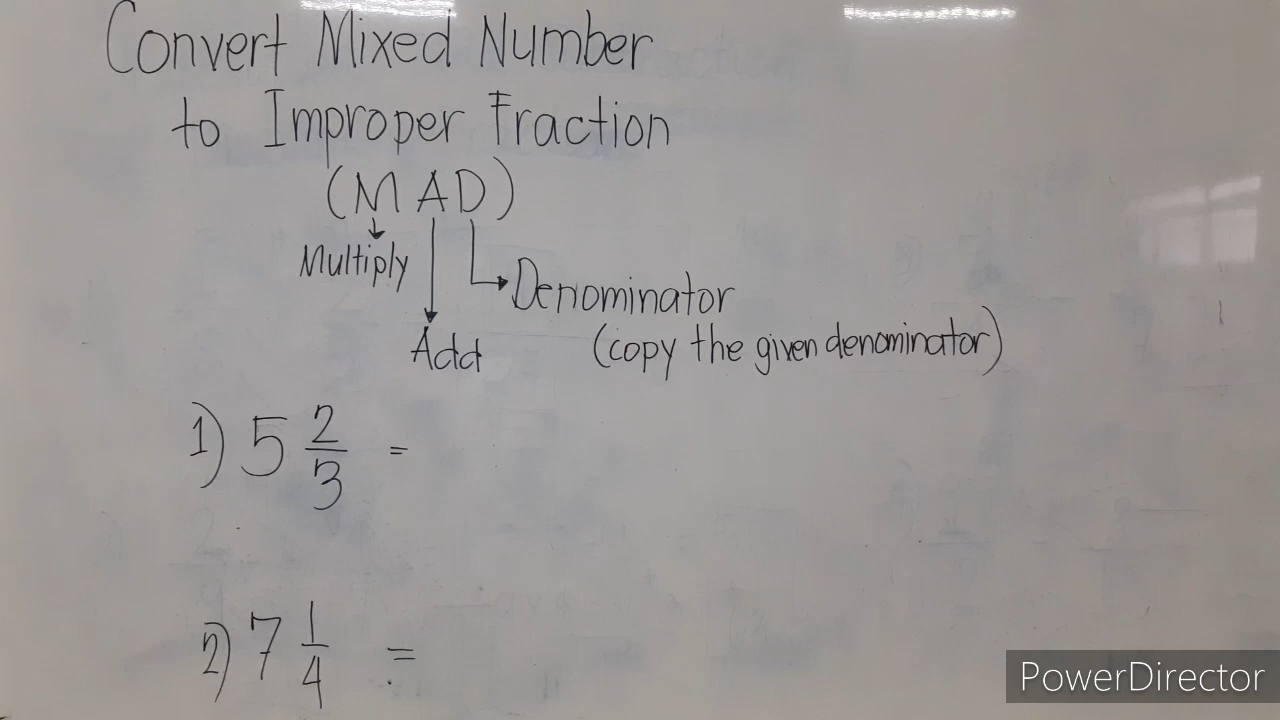 Convert Mixed Number
to Improper Fraction
(MAD)
Multiply
Denominator
Add
(copy the given denominator)
1) 5 2/3 =
2) 7 1/4 =
PowerDirector